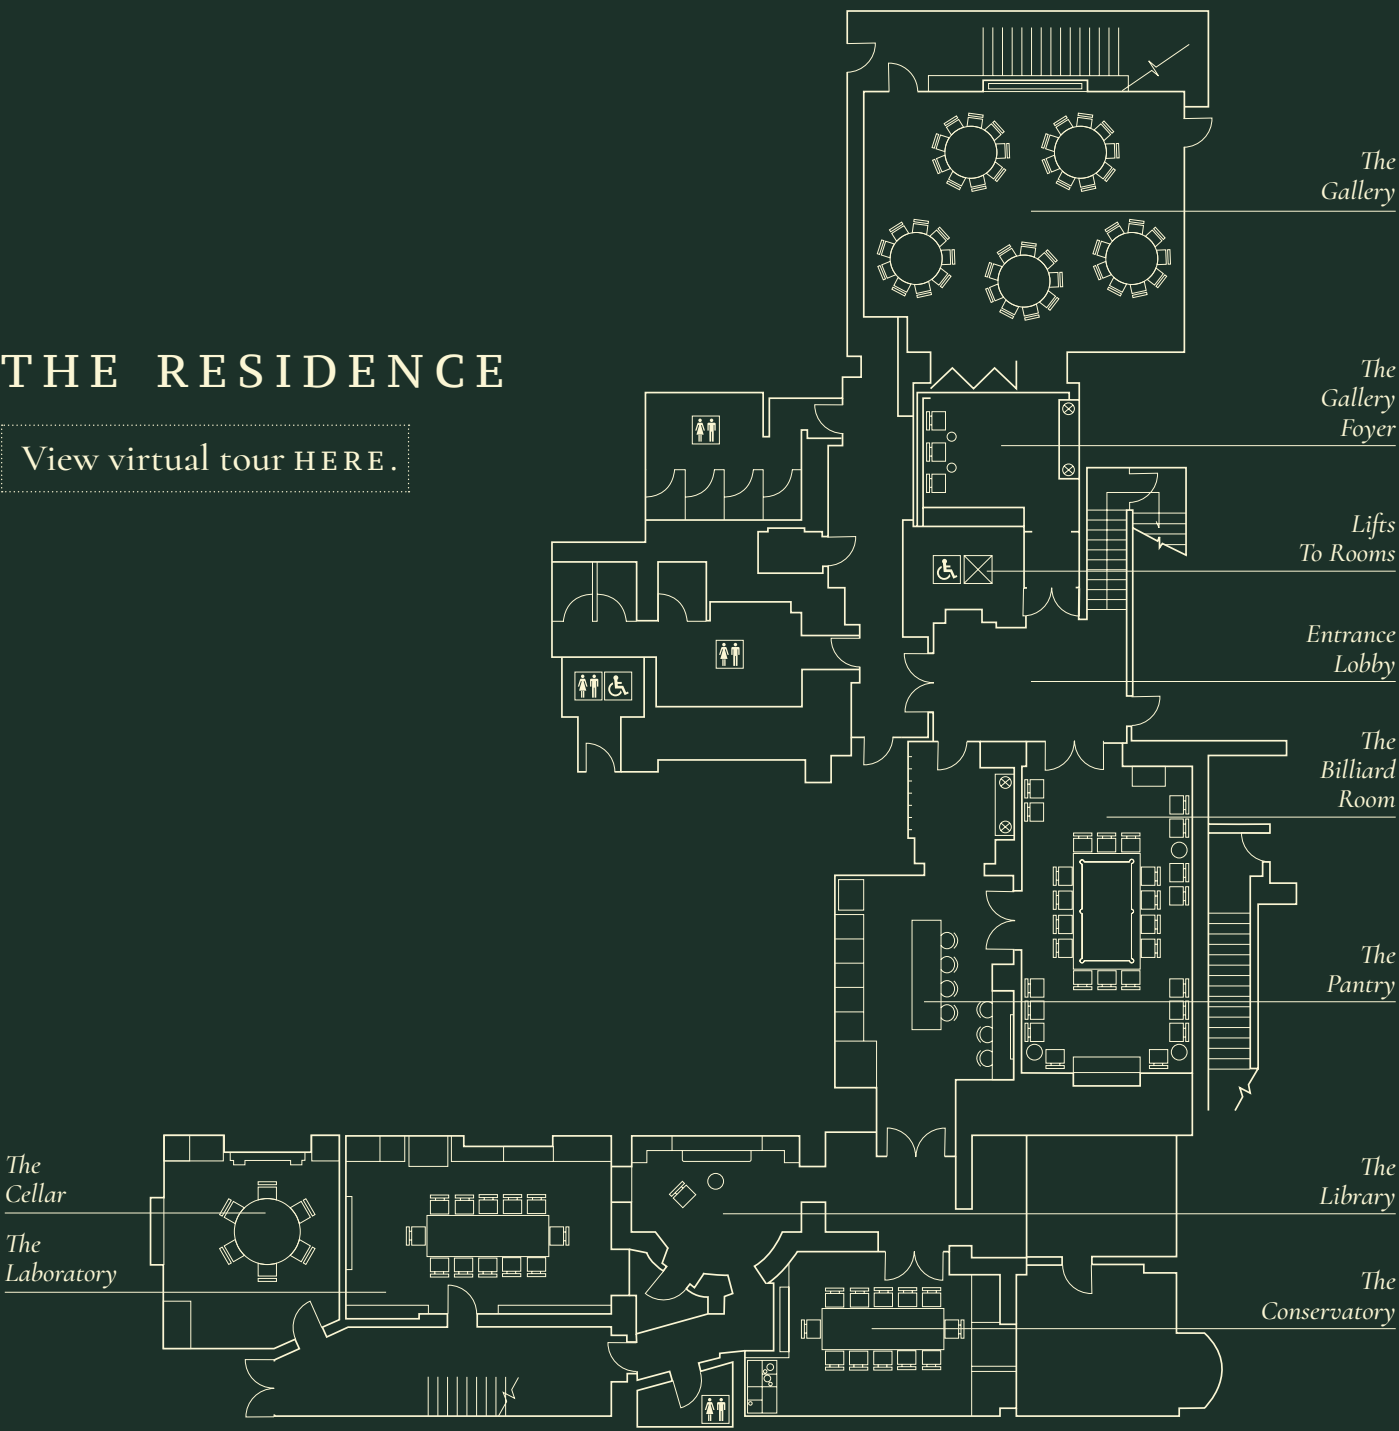 The
Gallery
THE RESIDENCE
The
Gallery
Foyer
View virtual tour HERE.
Lifts
To Rooms
Entrance
Lobby
The
Billiard
Room
The
Pantry
The
Cellar
The
Library
The
Laboratory
The
Conservatory